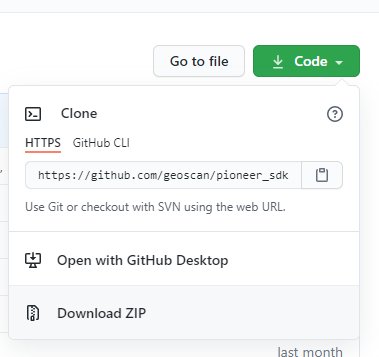 Go to file
Code
Clone
HTTPS GitHub CLI
https://github.com/geoscan/pioneer_sdk
Use Git or checkout with SVN using the web URL.
Open with GitHub Desktop
Download ZIP
last month